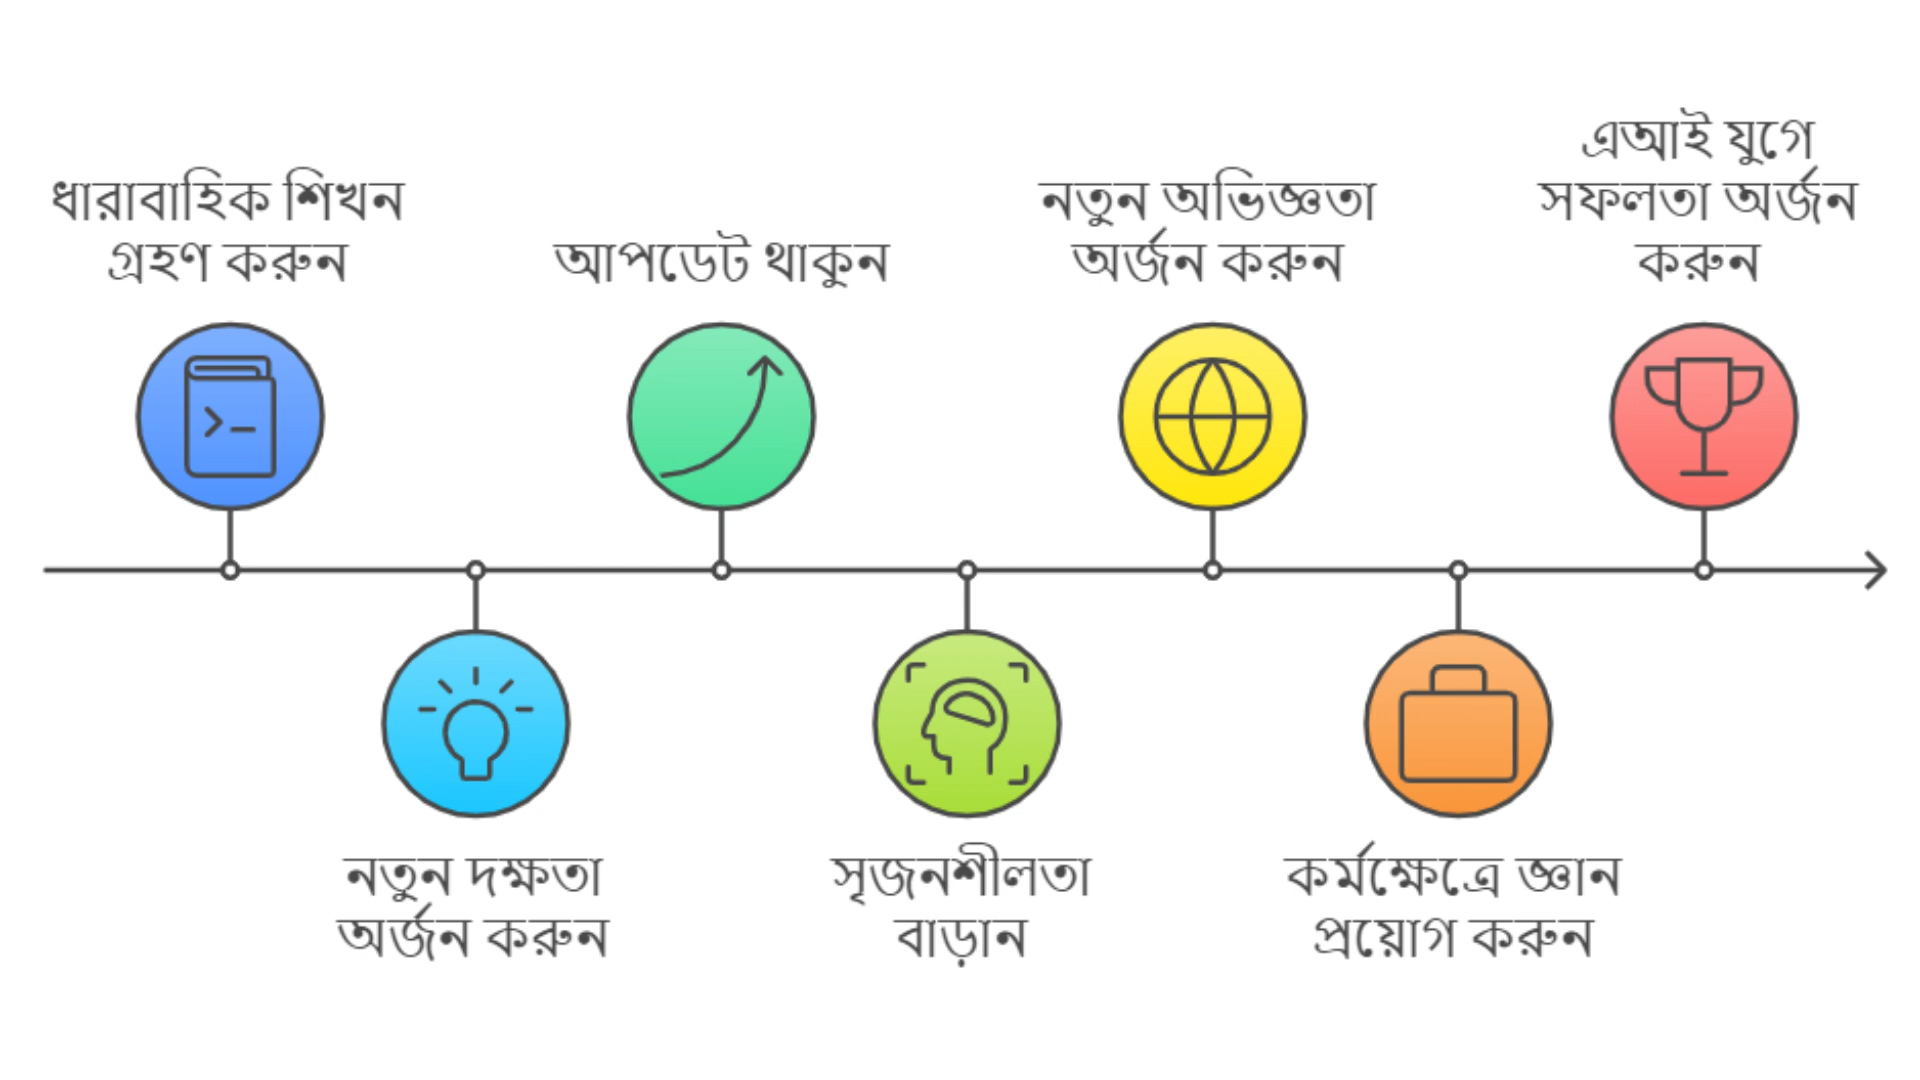 ধারাবাহিক শিখন
গ্রহণ করুন
নতুন দক্ষতা
অর্জন করুন
আপডেট থাকুন
সৃজনশীলতা
বাড়ান
নতুন অভিজ্ঞতা
অর্জন করুন
কর্মক্ষেত্রে জ্ঞান
প্রয়োগ করুন
এআই যুগে
সফলতা অর্জন
করুন